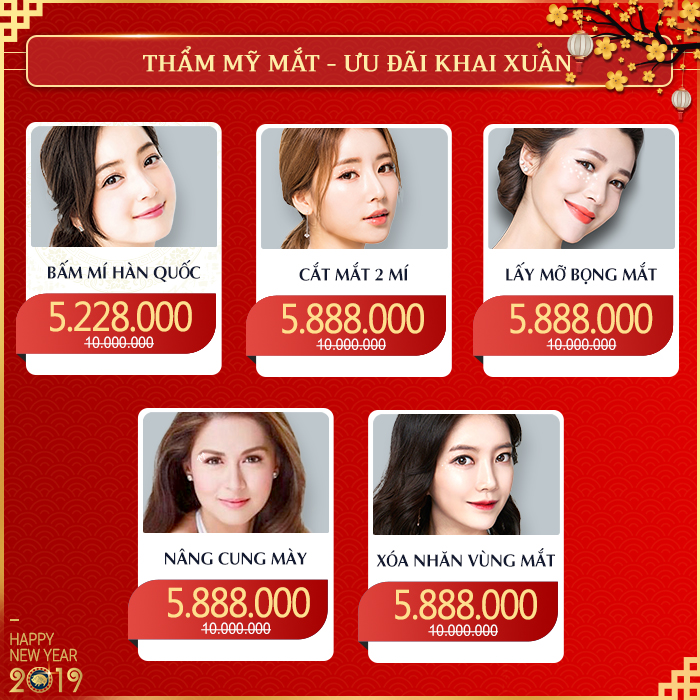 THẨM MỸ MẮT - ƯU ĐÃI KHAI XUÂN
BẤM MÍ HÀN QUỐC
5.228.000
10.000.000
CẮT MẮT 2 MÍ
5.888.000
10.000.000
LẤY MỠ BỌNG MẮT
5.888.000
10.000.000
NÂNG CUNG MÀY
5.888.000
10.000.000
XÓA NHĂN VÙNG MẮT
5.888.000
10.000.000
HAPPY
NEW YEAR
2019